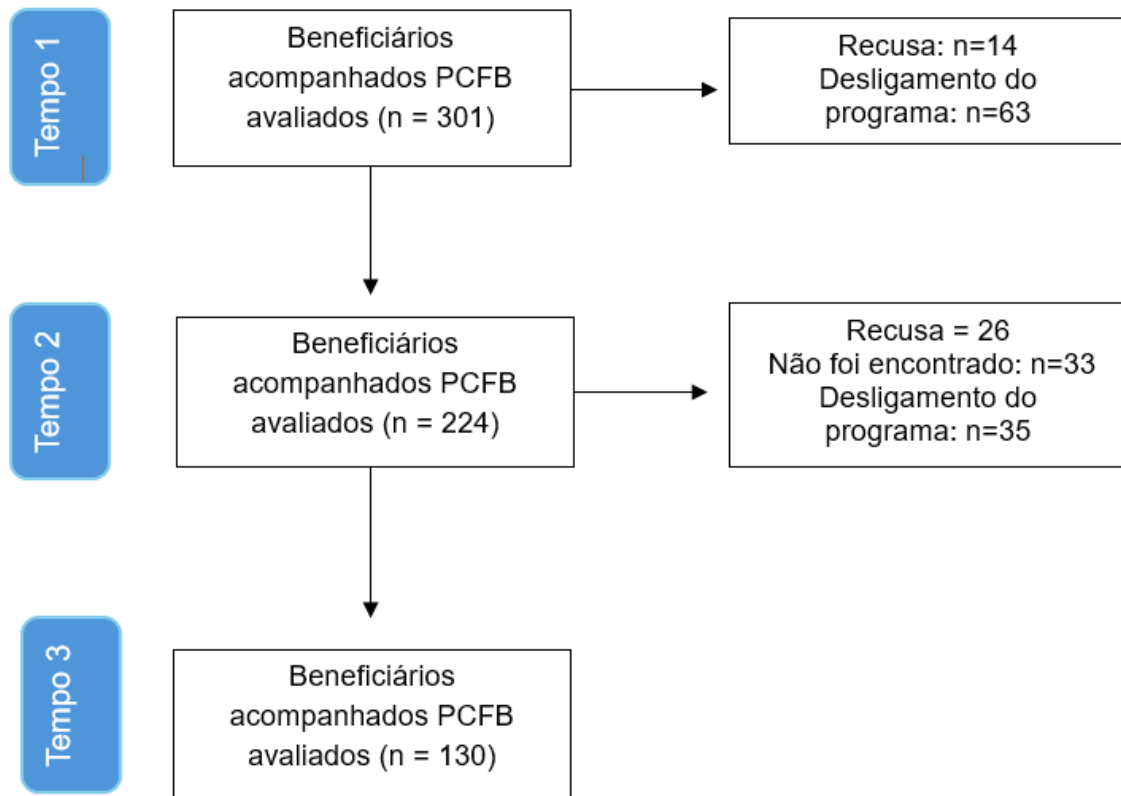 Tempo 1
Beneficiários
acompanhados PCFB
avaliados (n = 301)
Recusa: n=14
Desligamento do
programa: n=63
Tempo 2
Beneficiários
acompanhados PCFB
avaliados (n = 224)
Recusa = 26
Não foi encontrado: n=33
Desligamento do
programa: n=35
Tempo 3
Beneficiários
acompanhados PCFB
avaliados (n = 130)